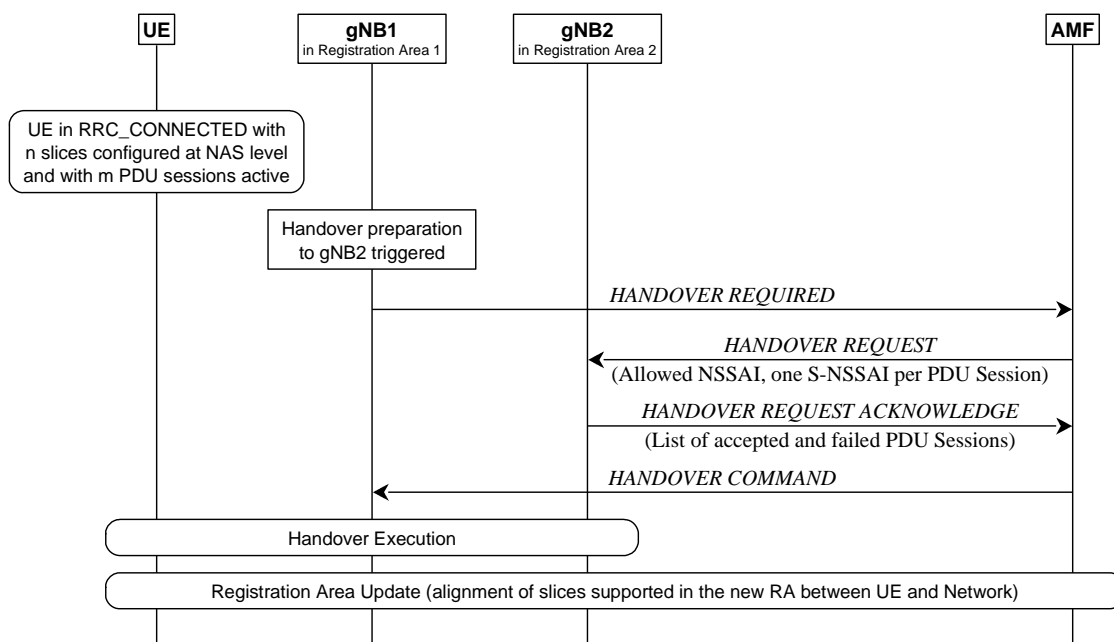 UE
gNB1
in Registration Area 1
gNB2
in Registration Area 2
AMF
UE in RRC_CONNECTED with
n slices configured at NAS level
and with m PDU sessions active
Handover preparation
to gNB2 triggered
HANDOVER REQUIRED
HANDOVER REQUEST
(Allowed NSSAI, one S-NSSAI per PDU Session)
HANDOVER REQUEST ACKNOWLEDGE
(List of accepted and failed PDU Sessions)
HANDOVER COMMAND
Handover Execution
Registration Area Update (alignment of slices supported in the new RA between UE and Network)